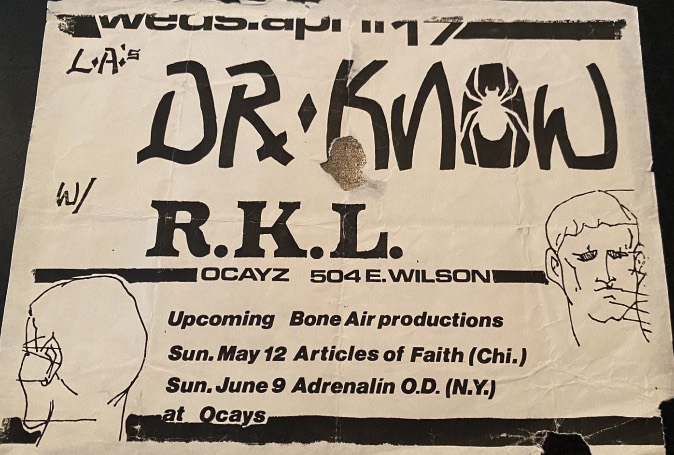 weds.april 17
L.A.'s
DR. KNOW
w/
R.K.L.
OCAYZ 504 E. WILSON
Upcoming Bone Air productions
Sun. May 12 Articles of Faith (Chi.)
Sun. June 9 Adrenalin O.D. (N.Y.)
at Ocays